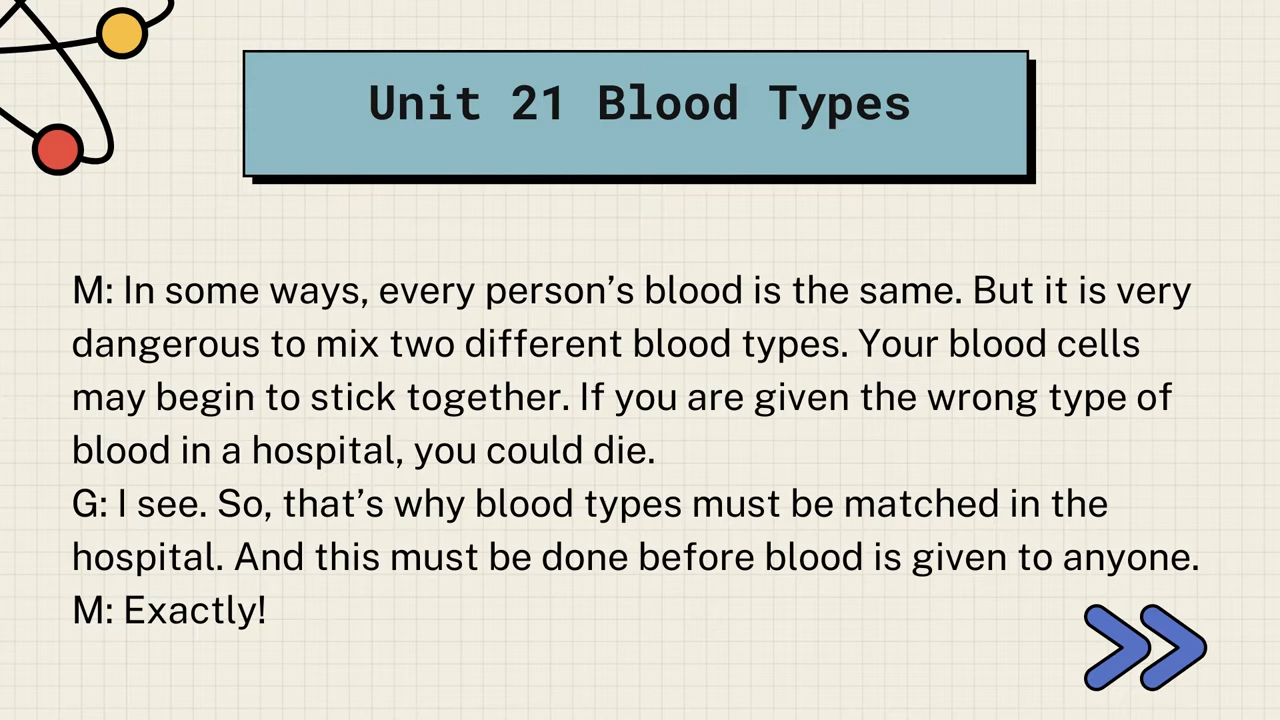 Unit 21 Blood Types
M: In some ways, every person’s blood is the same. But it is very
dangerous to mix two different blood types. Your blood cells
may begin to stick together. If you are given the wrong type of
blood in a hospital, you could die.
G: I see. So, that’s why blood types must be matched in the
hospital. And this must be done before blood is given to anyone.
M: Exactly!